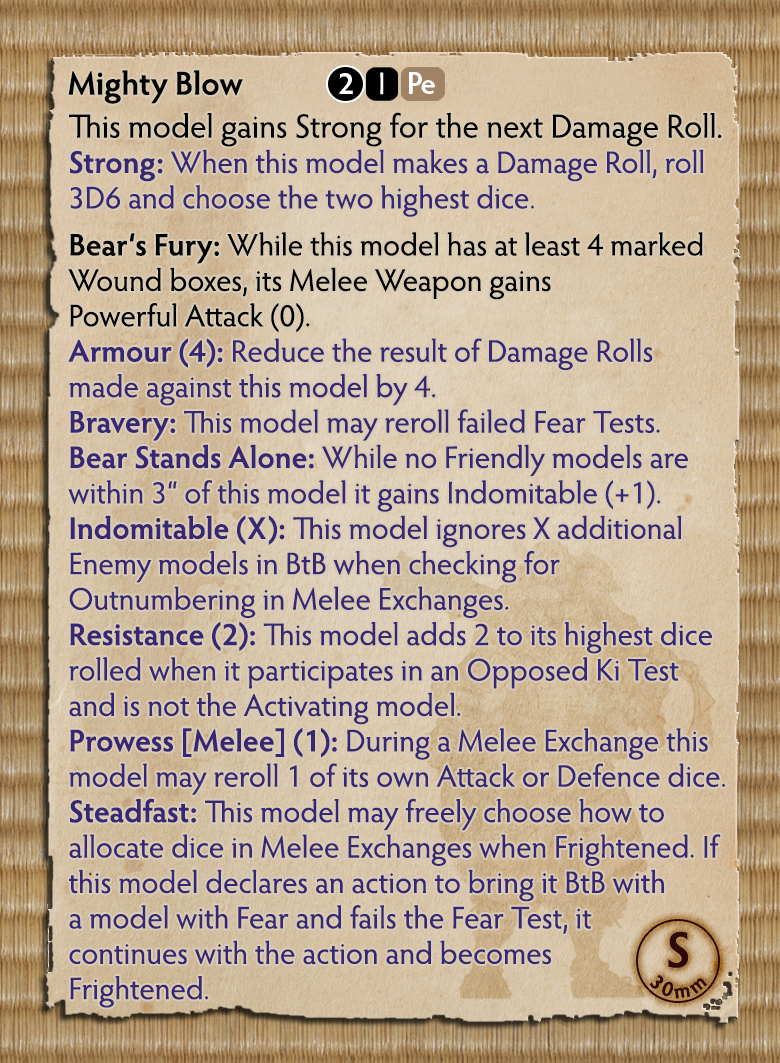 Mighty Blow 2 I Pe
This model gains Strong for the next Damage Roll.
Strong: When this model makes a Damage Roll, roll
3D6 and choose the two highest dice.
Bear's Fury: While this model has at least 4 marked
Wound boxes, its Melee Weapon gains
Powerful Attack (0).
Armour (4): Reduce the result of Damage Rolls
made against this model by 4.
Bravery: This model may reroll failed Fear Tests.
Bear Stands Alone: While no Friendly models are
within 3" of this model it gains Indomitable (+1).
Indomitable (X): This model ignores X additional
Enemy models in BtB when checking for
Outnumbering in Melee Exchanges.
Resistance (2): This model adds 2 to its highest dice
rolled when it participates in an Opposed Ki Test
and is not the Activating model.
Prowess [Melee] (1): During a Melee Exchange this
model may reroll 1 of its own Attack or Defence dice.
Steadfast: This model may freely choose how to
allocate dice in Melee Exchanges when Frightened. If
this model declares an action to bring it BtB with
a model with Fear and fails the Fear Test, it
continues with the action and becomes
Frightened.
S
30mm